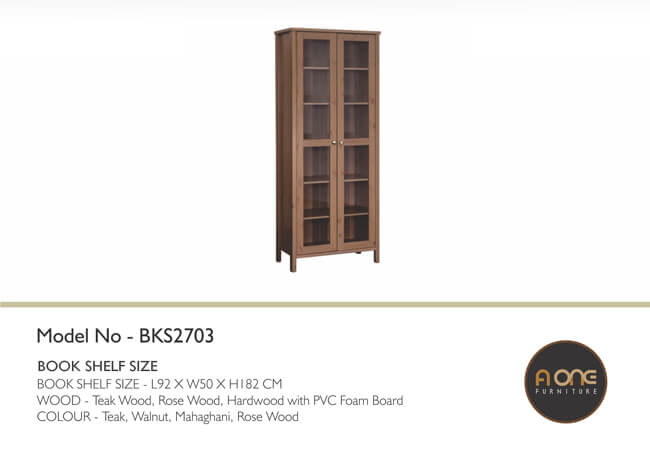 Model No - BKS2703
BOOK SHELF SIZE
BOOK SHELF SIZE - L92 X W50 X H182 CM
WOOD - Teak Wood, Rose Wood, Hardwood with PVC Foam Board
COLOUR - Teak, Walnut, Mahaghani, Rose Wood
A ONE
FURNITURE